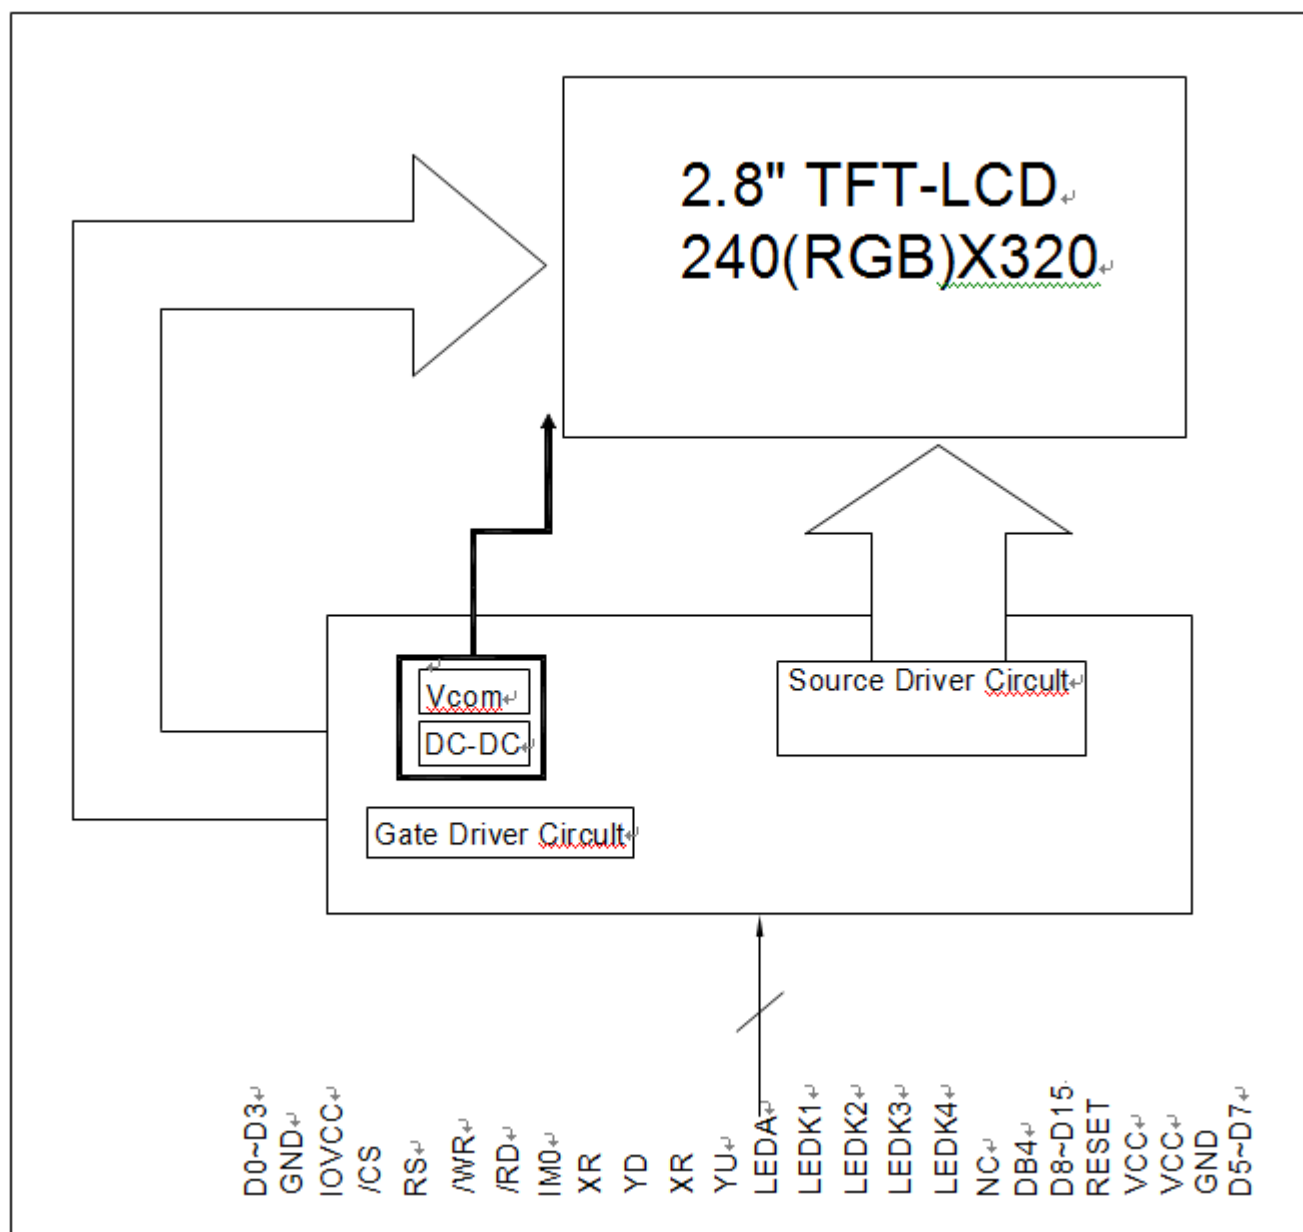 2.8" TFT-LCD
240(RGB)X320
Vcom
DC-DC
Source Driver Circult
Gate Driver Circult
D0~D3
GND
IOVCC
/CS
RS
/WR
/RD
IM0
XR
YD
XR
YU
LEDA
LEDK1
LEDK2
LEDK3
LEDK4
NC
DB4
D8~D15
RESET
VCC
VCC
GND
D5~D7